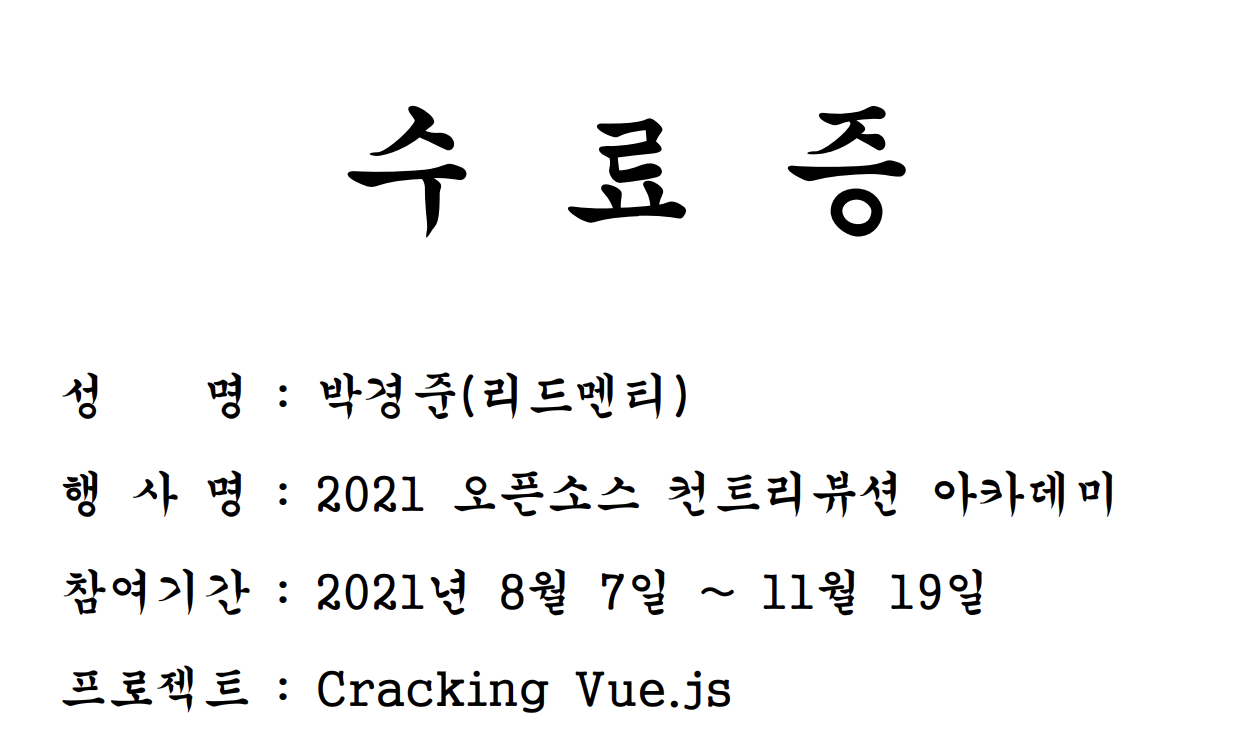 수 료 증
성 명 : 박경준(리드멘티)
행 사 명 : 2021 오픈소스 컨트리뷰션 아카데미
참여기간 : 2021년 8월 7일 ~ 11월 19일
프로젝트 : Cracking Vue.js